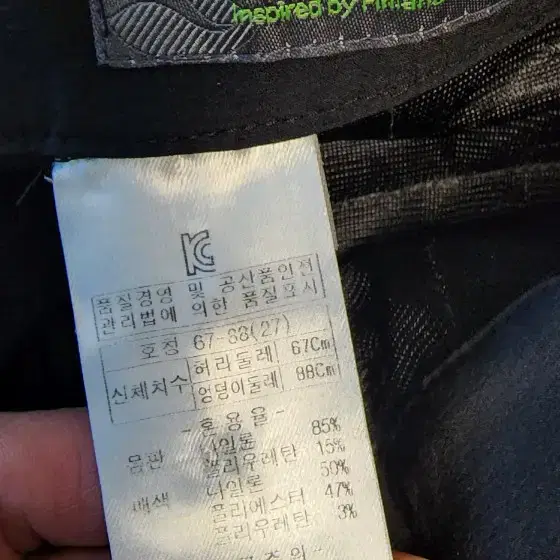 Inspired by Finland
KC
품질경영 및 공산품안전
관리법에 의한 품질표시
호칭 67-88(27)
신체치수 허리둘레 67Cm
엉덩이둘레 88Cm
- 혼용율 -
몸판 나일론 85%
폴리우레탄 15%
배색 나일론 50%
폴리에스터 47%
폴리우레탄 3%